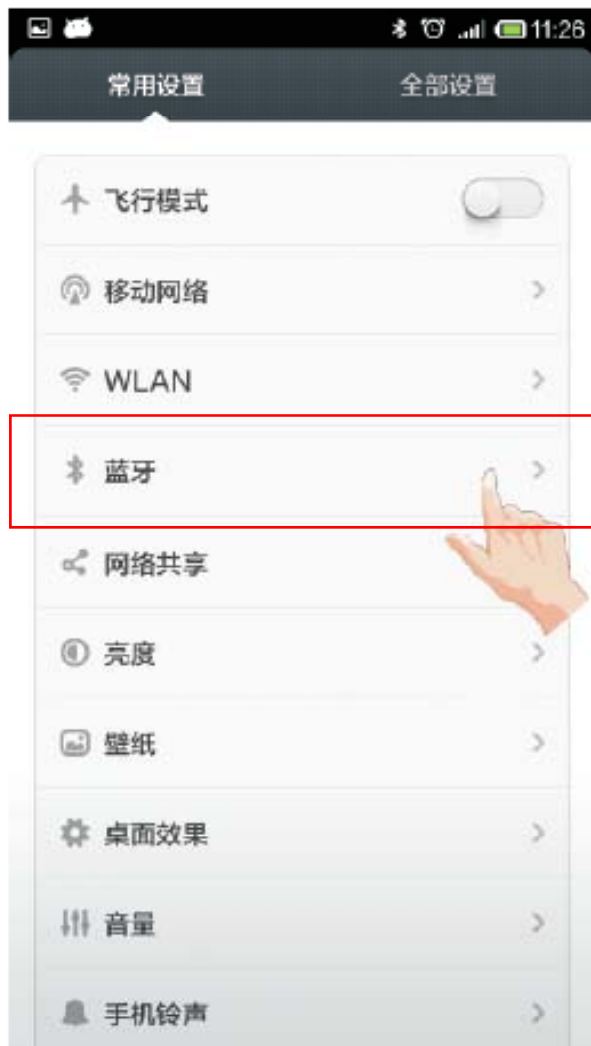 11:26
常用设置 全部设置
飞行模式
移动网络
WLAN
蓝牙
网络共享
亮度
壁纸
桌面效果
音量
手机铃声